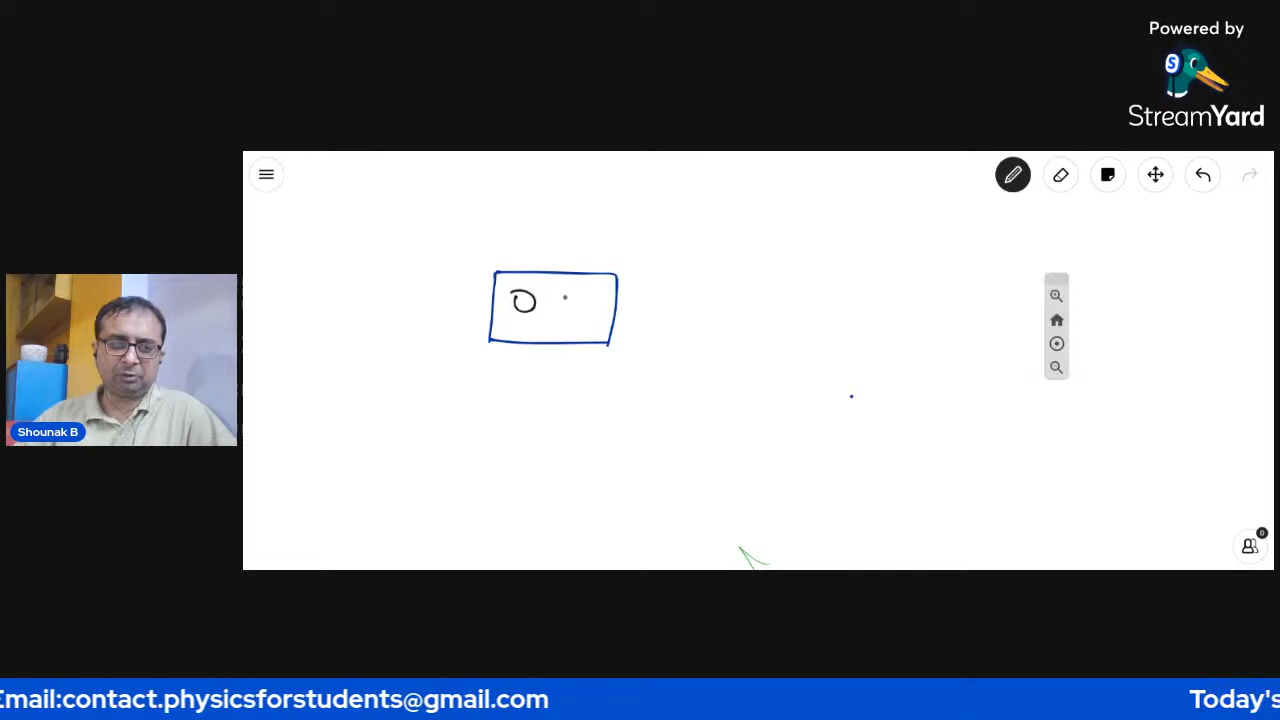 Powered by
StreamYard
Shounak B
Email:contact.physicsforstudents@gmail.com
Today's